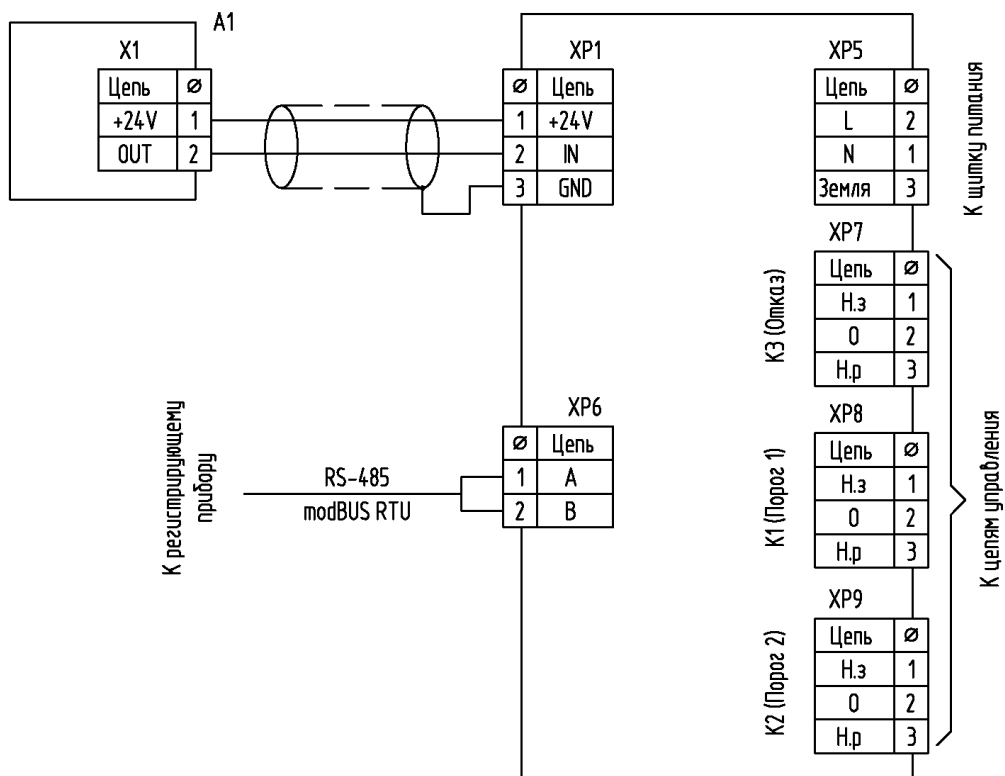 A1
X1
Цепь Ø
+24V 1
OUT 2
XP1
Ø Цепь
1 +24V
2 IN
3 GND
XP5
Цепь
L 2
N 1
Земля 3
К щитку питания
XP7
Цепь Ø
Н.з 1
0 2
Н.р 3
К3 (Отказ)
XP6
Ø Цепь
1 A
2 B
RS-485
modBUS RTU
К регистрирующему
прибору
XP8
Цепь Ø
Н.з 1
0 2
Н.р 3
К1 (Порог 1)
XP9
Цепь Ø
Н.з 1
0 2
Н.р 3
К2 (Порог 2)
К цепям управления